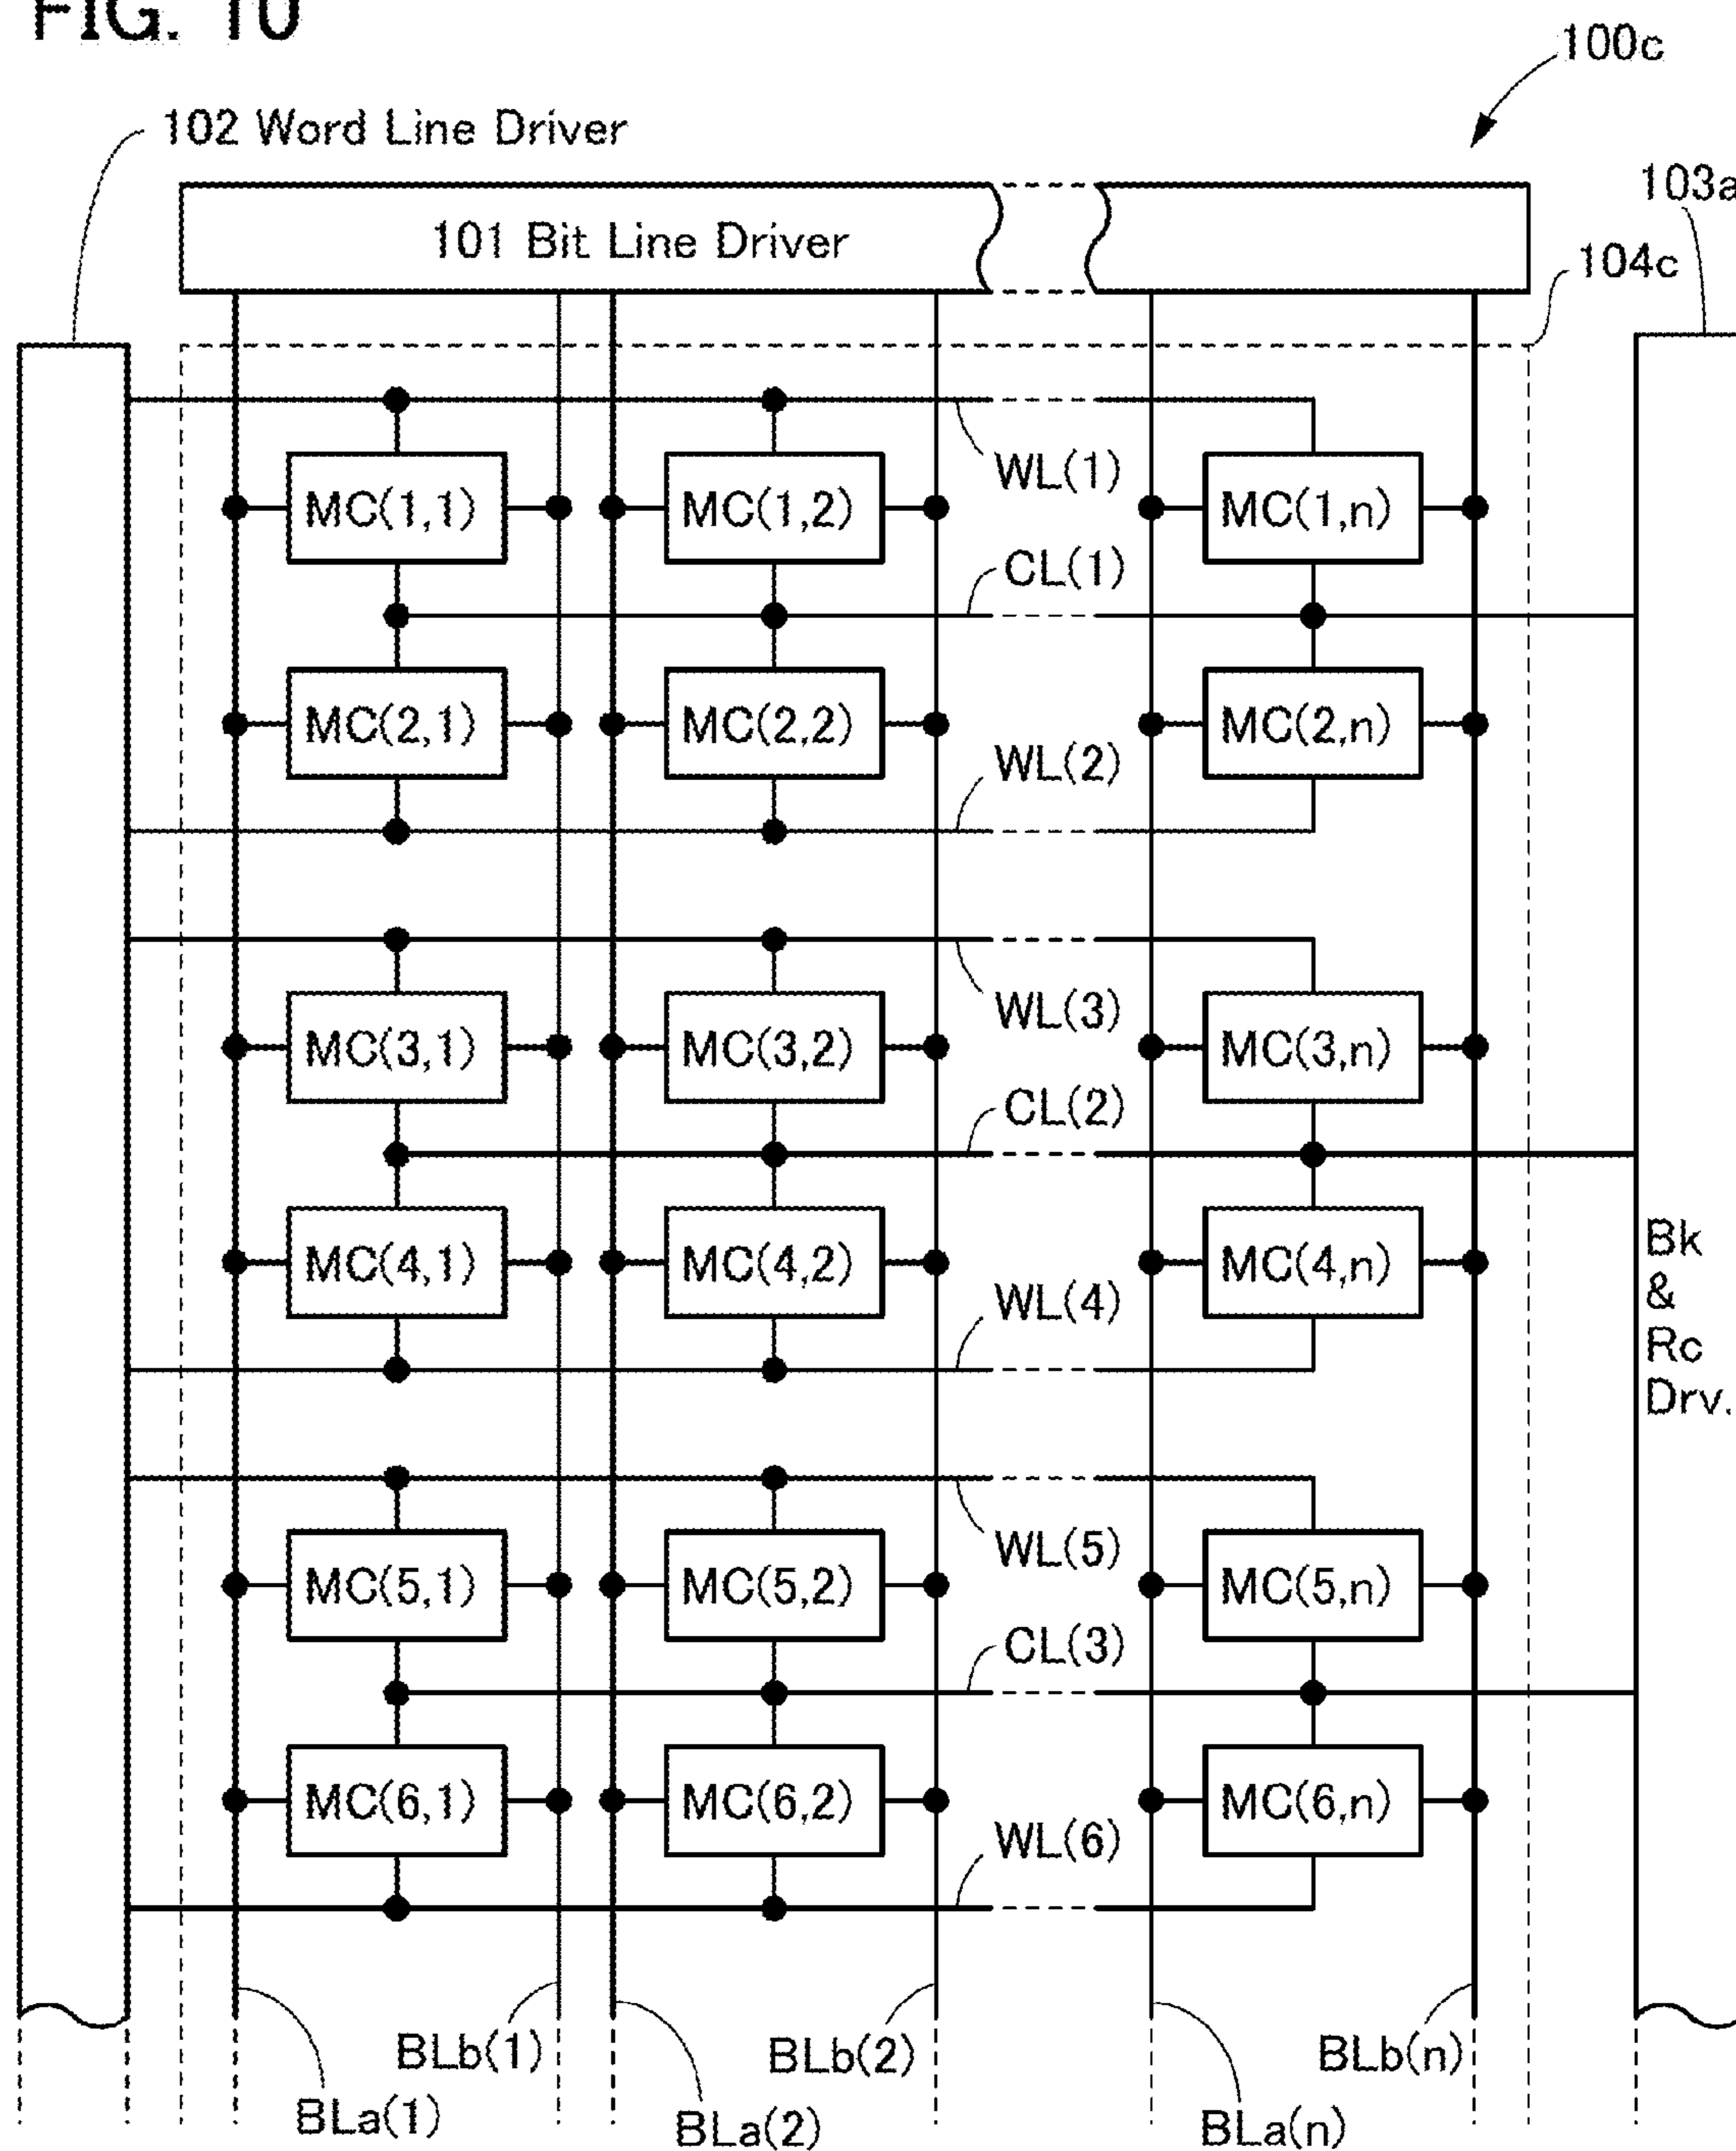 FIG. 10
100c
102 Word Line Driver
103a
101 Bit Line Driver
104c
WL(1)
MC(1,1) MC(1,2) MC(1,n)
CL(1)
MC(2,1) MC(2,2) MC(2,n)
WL(2)
WL(3)
MC(3,1) MC(3,2) MC(3,n)
CL(2)
MC(4,1) MC(4,2) MC(4,n)
WL(4)
Bk
&
Rc
Drv.
WL(5)
MC(5,1) MC(5,2) MC(5,n)
CL(3)
MC(6,1) MC(6,2) MC(6,n)
WL(6)
BLb(1) BLb(2) BLb(n)
BLa(1) BLa(2) BLa(n)